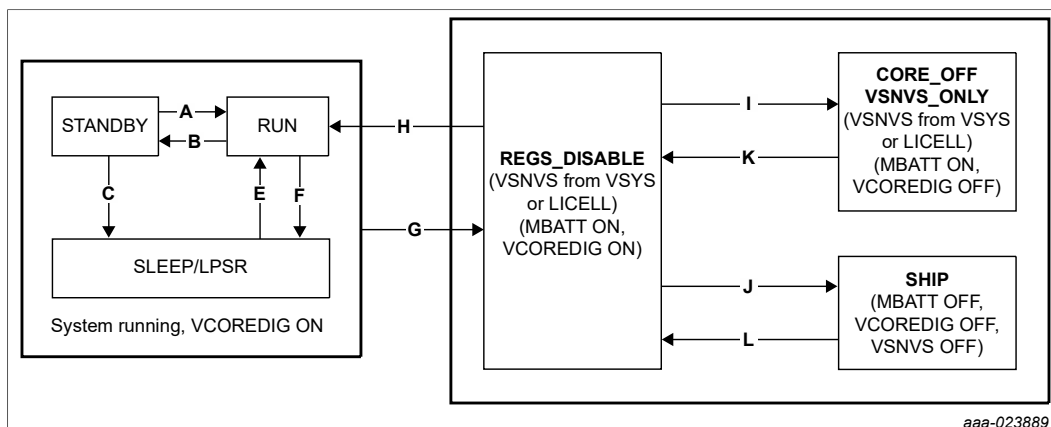 STANDBY
A
B
RUN
C
E
F
SLEEP/LPSR
System running, VCOREDIG ON
H
G
REGS_DISABLE
(VSNVS from VSYS
or LICELL)
(MBATT ON,
VCOREDIG ON)
I
K
J
L
CORE_OFF
VSNVS_ONLY
(VSNVS from VSYS
or LICELL)
(MBATT ON,
VCOREDIG OFF)
SHIP
(MBATT OFF,
VCOREDIG OFF,
VSNVS OFF)
aaa-023889